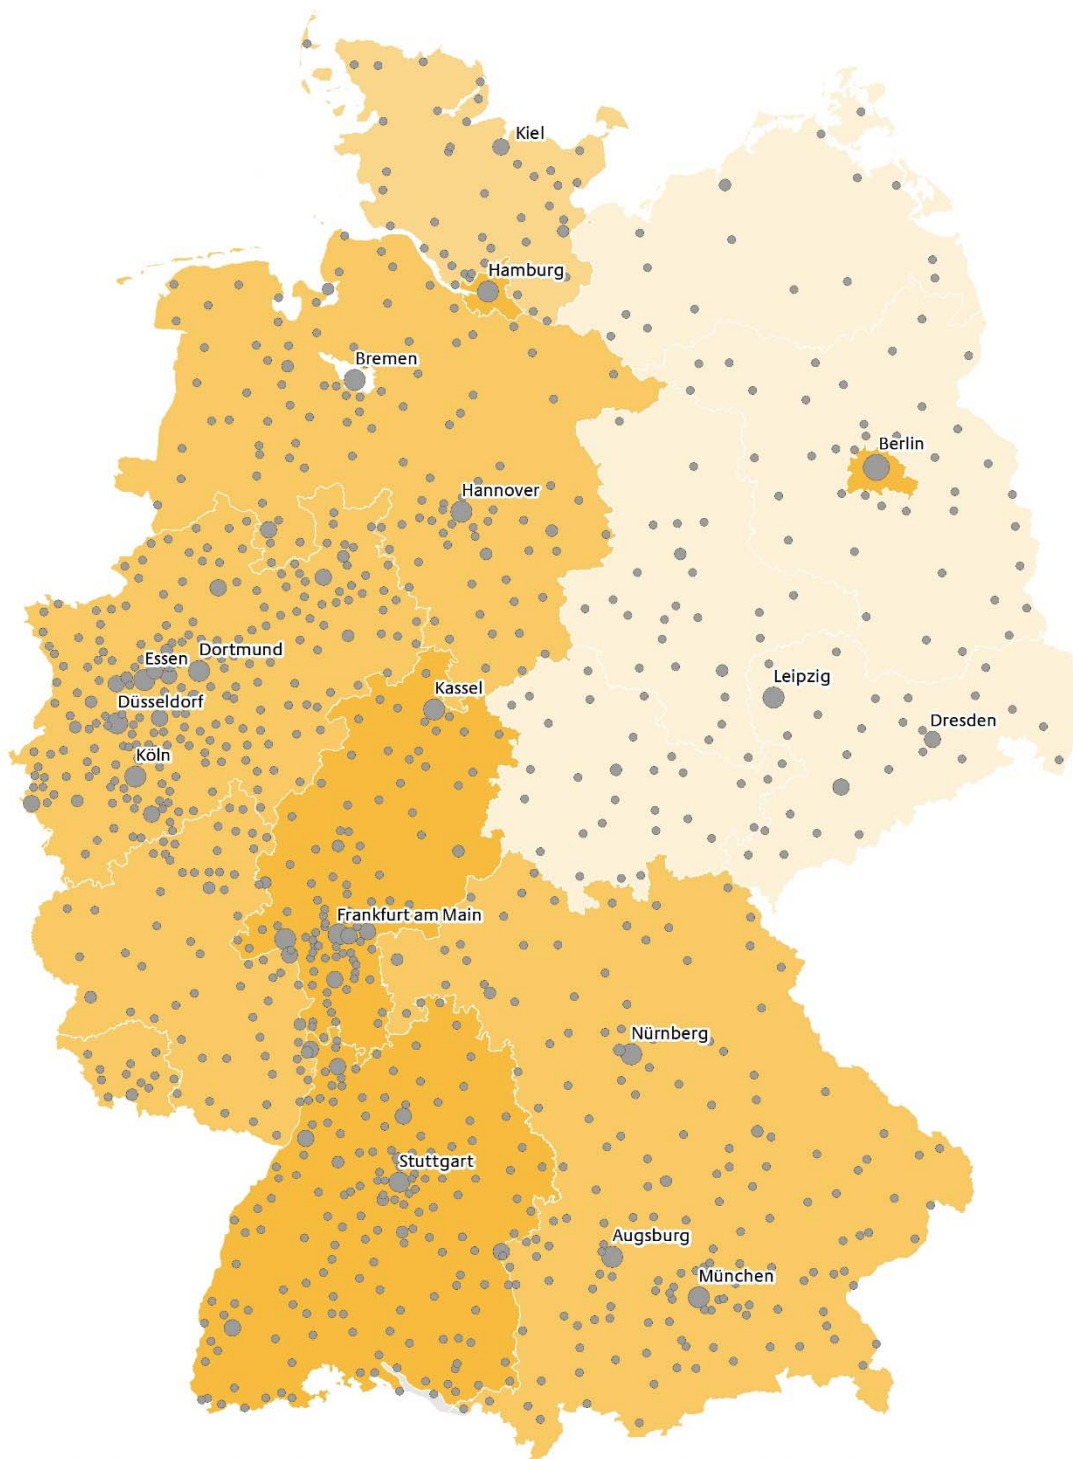 Kiel
Hamburg
Bremen
Berlin
Hannover
Dortmund
Essen
Kassel
Leipzig
Düsseldorf
Dresden
Köln
Frankfurt am Main
Nürnberg
Stuttgart
Augsburg
München